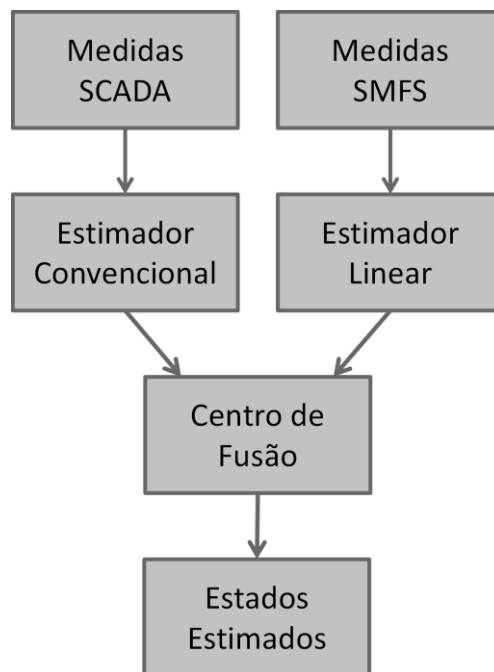 Medidas
SCADA
Medidas
SMFS
Estimador
Convencional
Estimador
Linear
Centro de
Fusão
Estados
Estimados